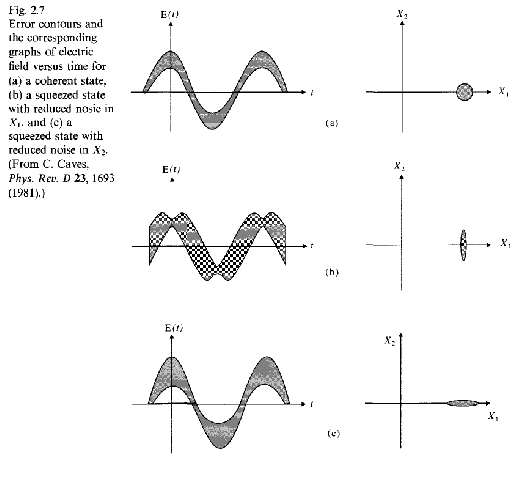 Fig. 2.7
Error contours and
the corresponding
graphs of electric
field versus time for
(a) a coherent state,
(b) a squeezed state
with reduced nosie in
X₁, and (c) a
squeezed state with
reduced noise in X₂.
(From C. Caves,
Phys. Rev. D 23, 1693
(1981).)
E(t)
t
(a)
X₂
X₁
E(t)
t
(b)
X₂
X₁
E(t)
t
(c)
X₂
X₁